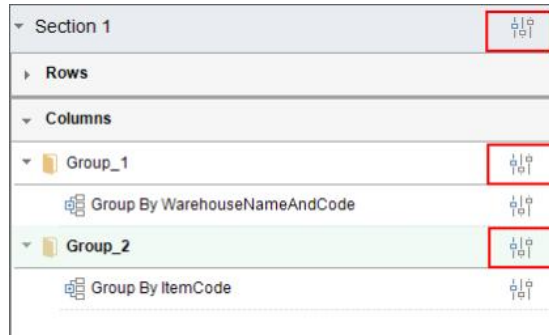 Section 1
Rows
Columns
Group_1
Group By WarehouseNameAndCode
Group_2
Group By ItemCode